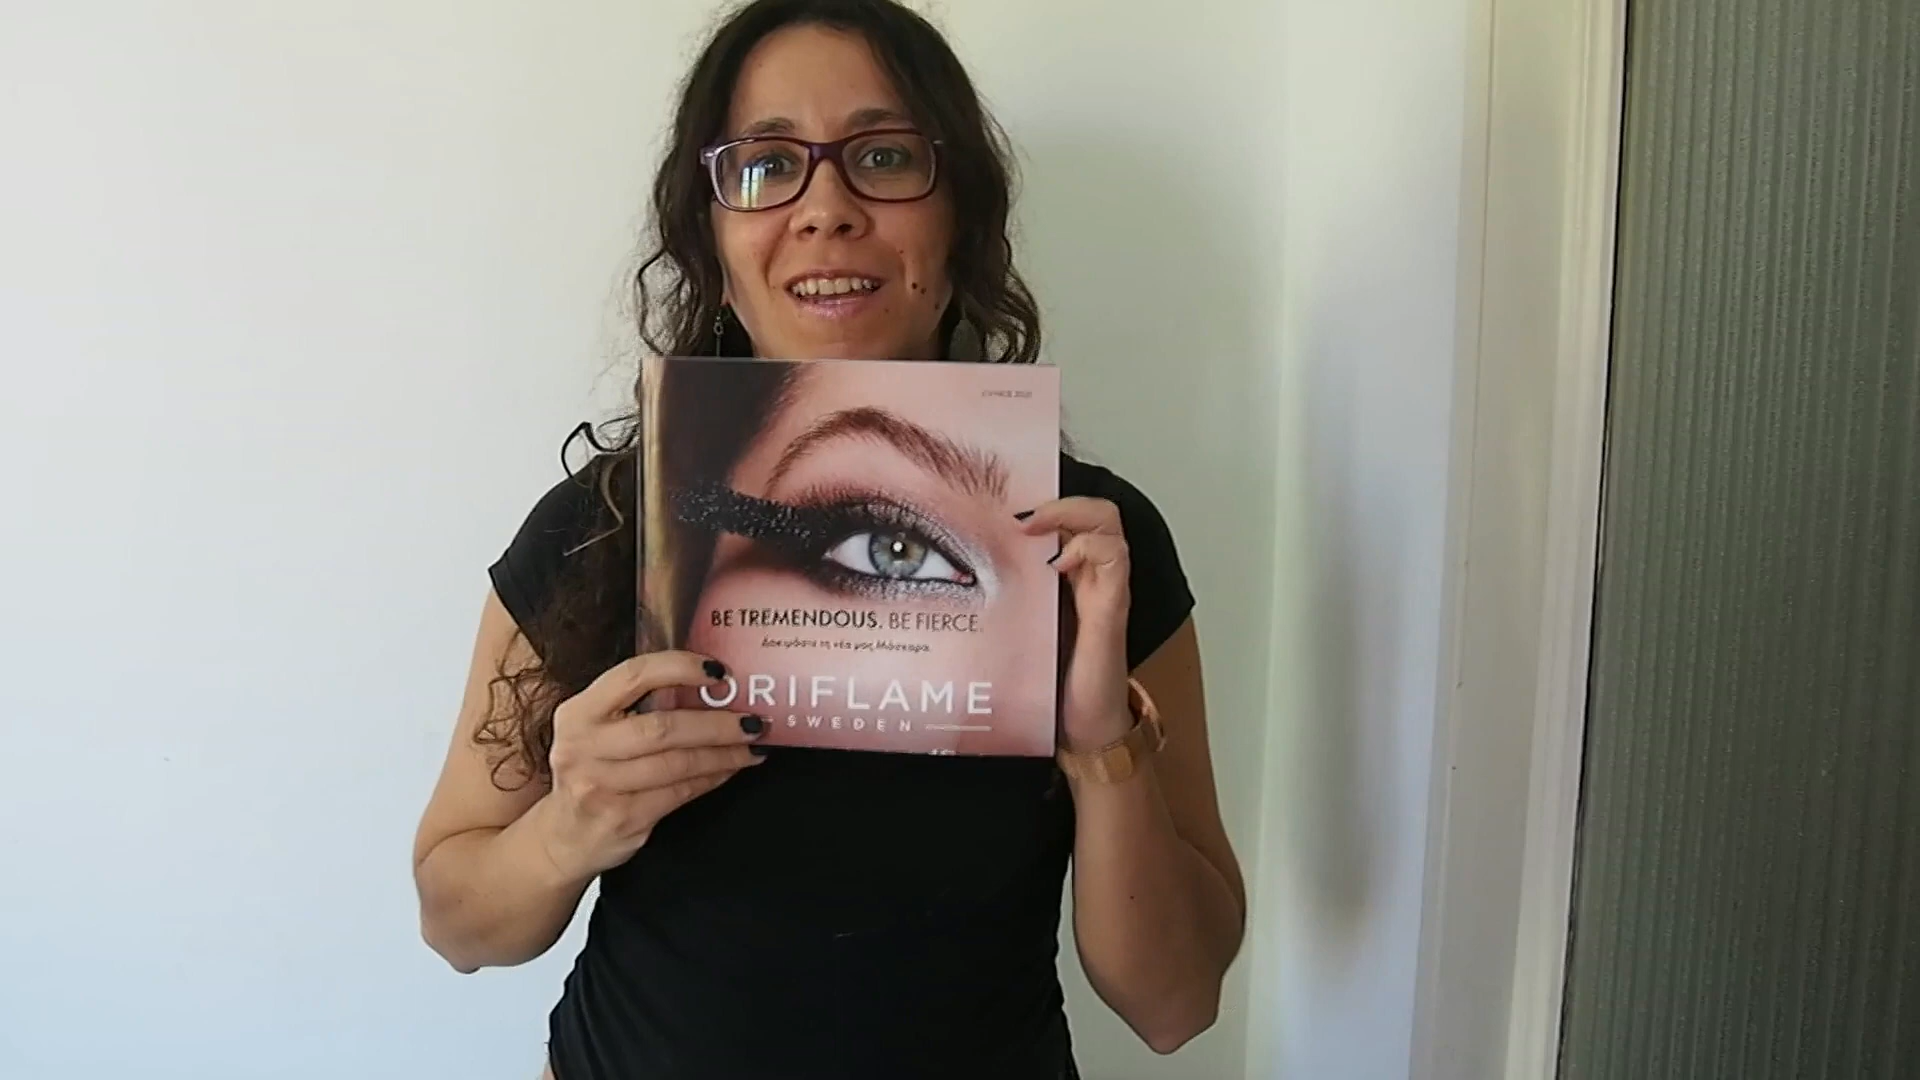 BE TREMENDOUS. BE FIERCE.
Δοκιμάστε τη νέα μας Μάσκαρα.
ORIFLAME
SWEDEN